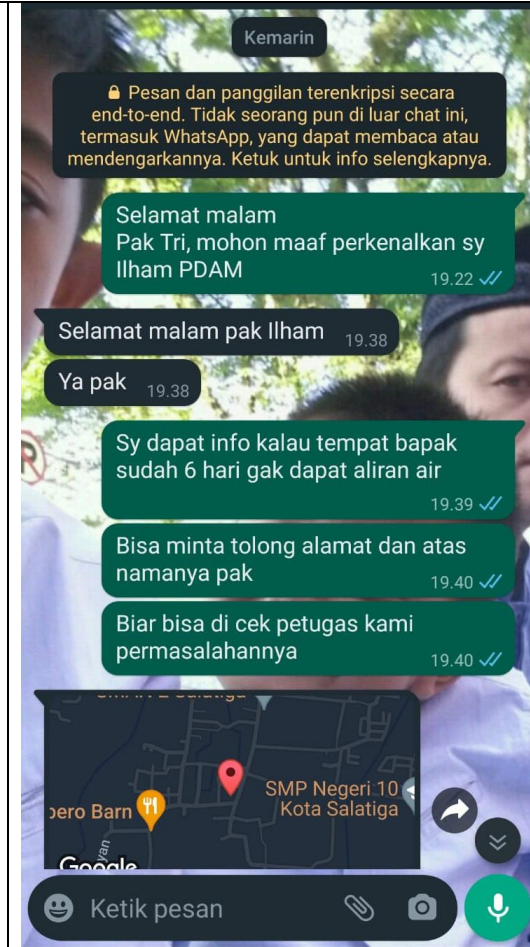 Kemarin
Pesan dan panggilan terenkripsi secara
end-to-end. Tidak seorang pun di luar chat ini,
termasuk WhatsApp, yang dapat membaca atau
mendengarkannya. Ketuk untuk info selengkapnya.
Selamat malam
Pak Tri, mohon maaf perkenalkan sy
Ilham PDAM
19.22
Selamat malam pak Ilham 19.38
Ya pak 19.38
Sy dapat info kalau tempat bapak
sudah 6 hari gak dapat aliran air
19.39
Bisa minta tolong alamat dan atas
namanya pak
19.40
Biar bisa di cek petugas kami
permasalahannya
19.40
SMP Negeri 10
Kota Salatiga
pero Barn
yan
Google
Ketik pesan